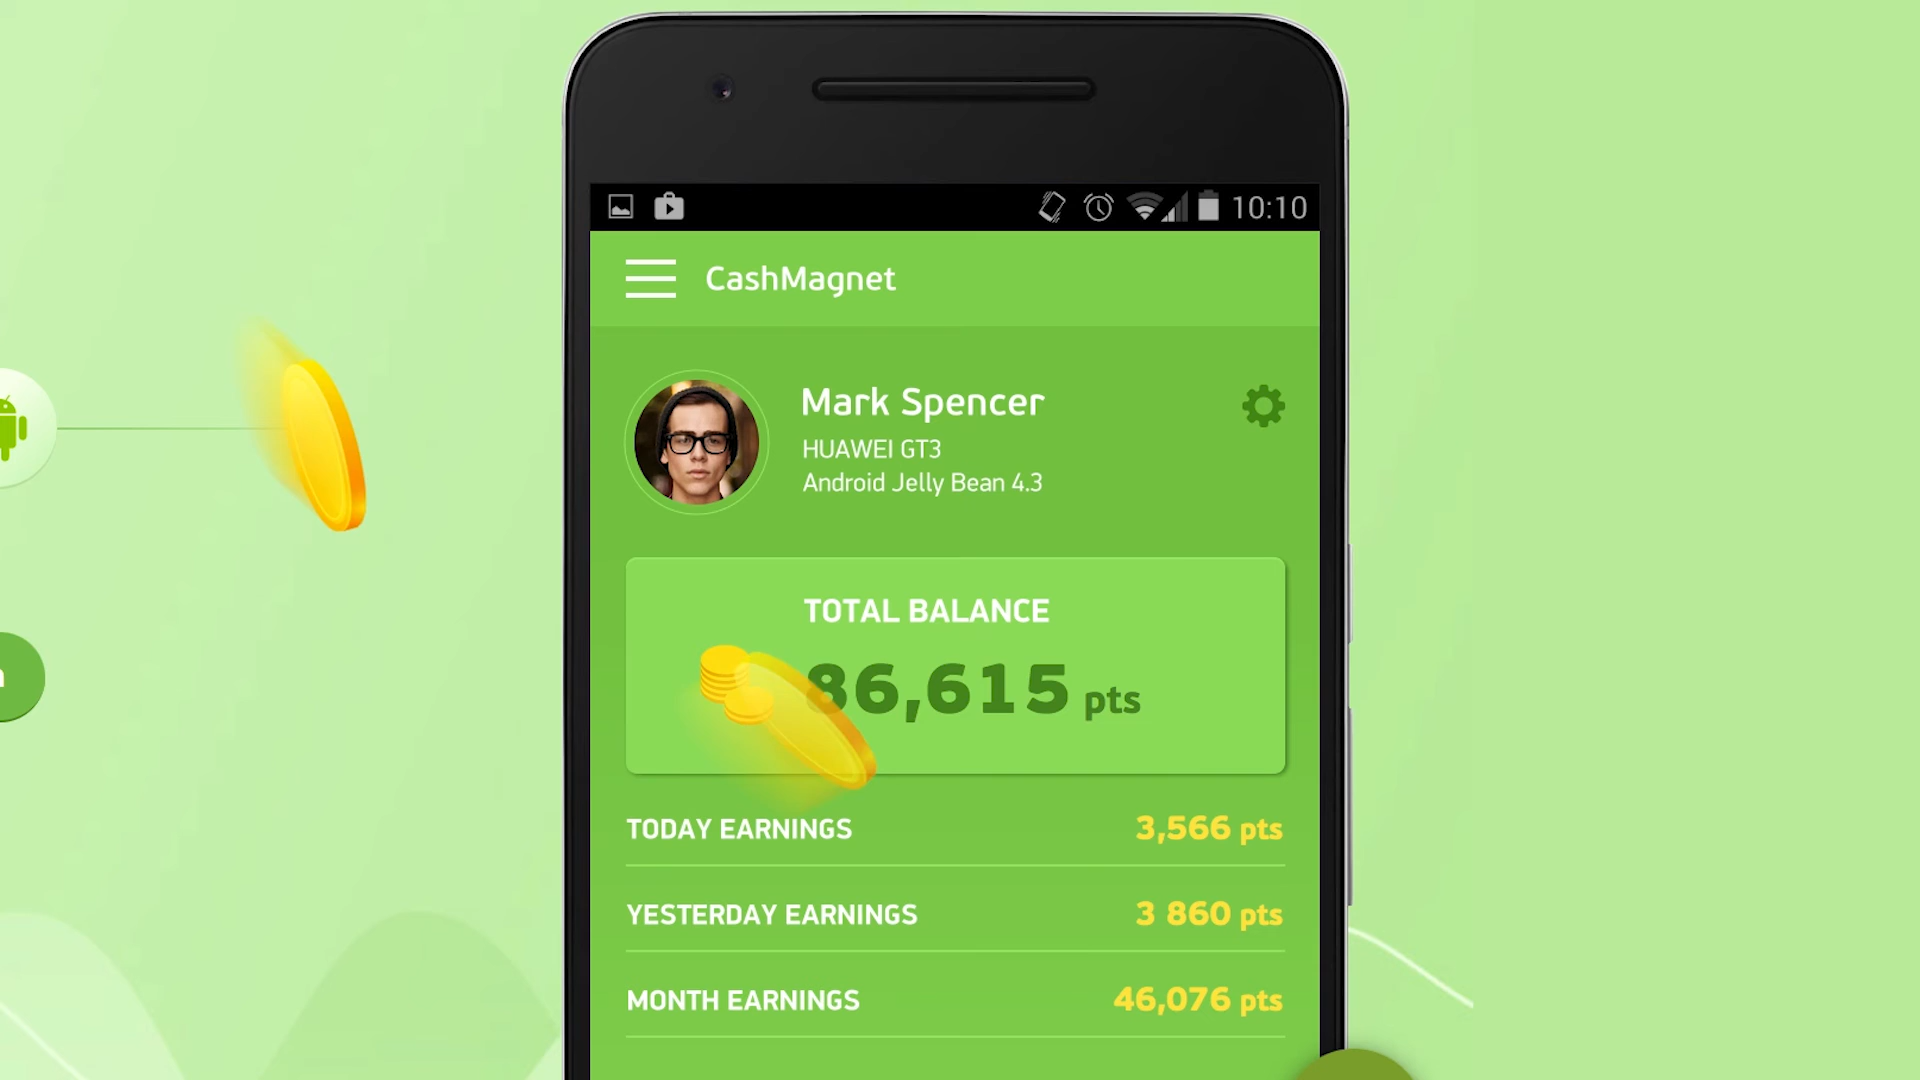 10:10
CashMagnet
Mark Spencer
HUAWEI GT3
Android Jelly Bean 4.3
TOTAL BALANCE
86,615 pts
TODAY EARNINGS 3,566 pts
YESTERDAY EARNINGS 3 860 pts
MONTH EARNINGS 46,076 pts